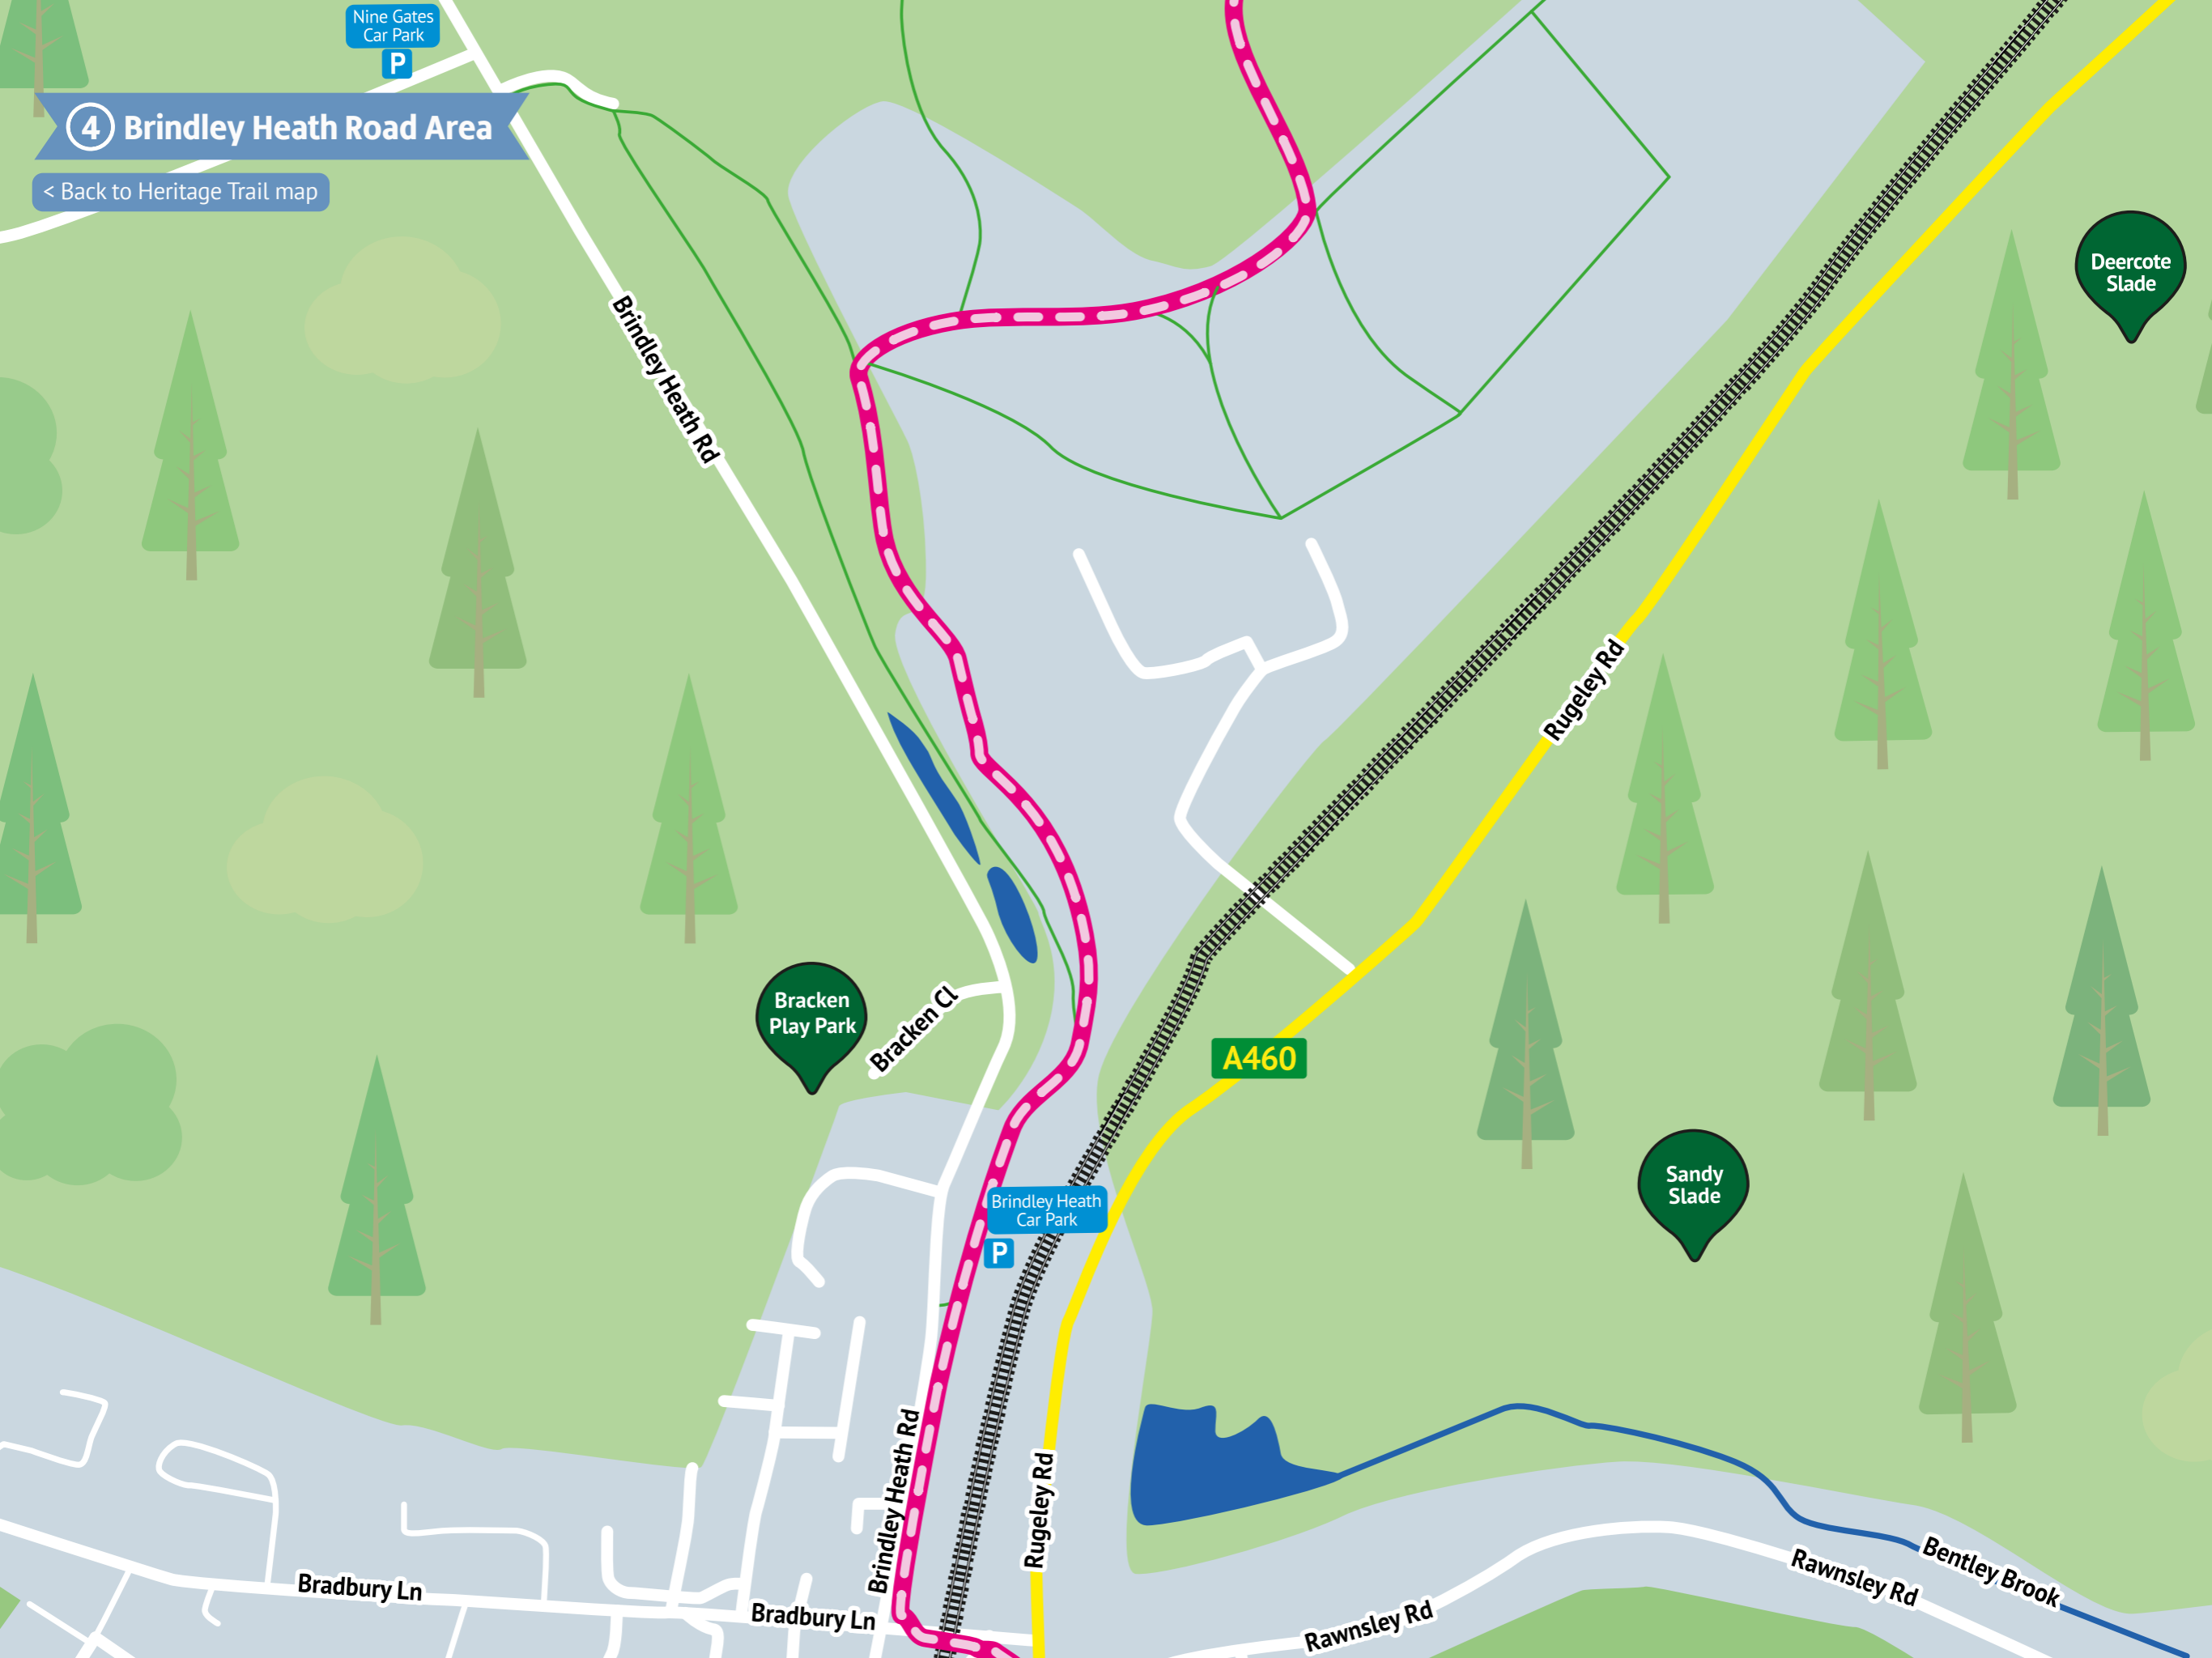 Nine Gates
Car Park
P
4 Brindley Heath Road Area
< Back to Heritage Trail map
Deercote
Slade
Brindley Heath Rd
Rugeley Rd
Bracken
Play Park
Bracken Cl
A460
Sandy
Slade
Brindley Heath
Car Park
P
Brindley Heath Rd
Rugeley Rd
Bentley Brook
Rawnsley Rd
Bradbury Ln
Bradbury Ln
Rawnsley Rd